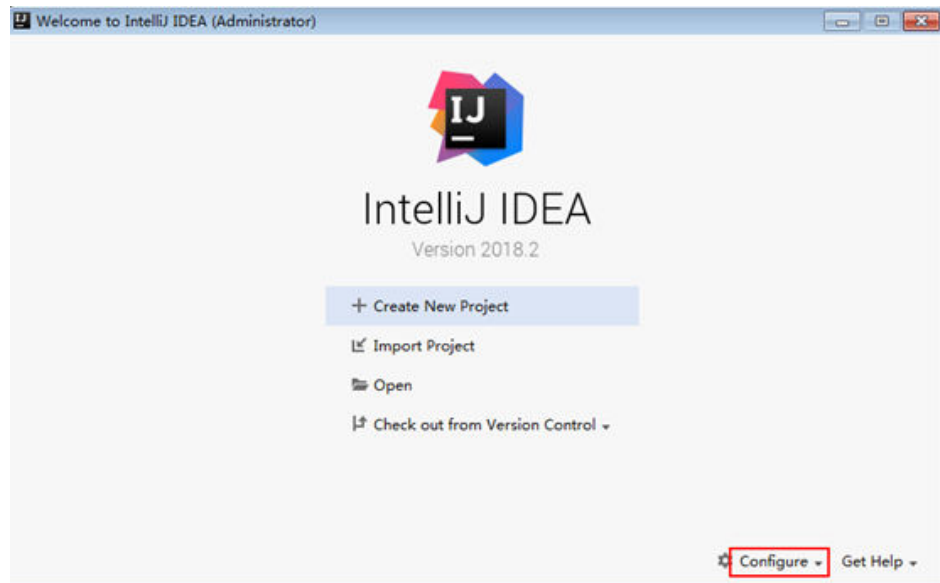 Welcome to IntelliJ IDEA (Administrator)
IJ
IntelliJ IDEA
Version 2018.2
Create New Project
Import Project
Open
Check out from Version Control
Configure Get Help